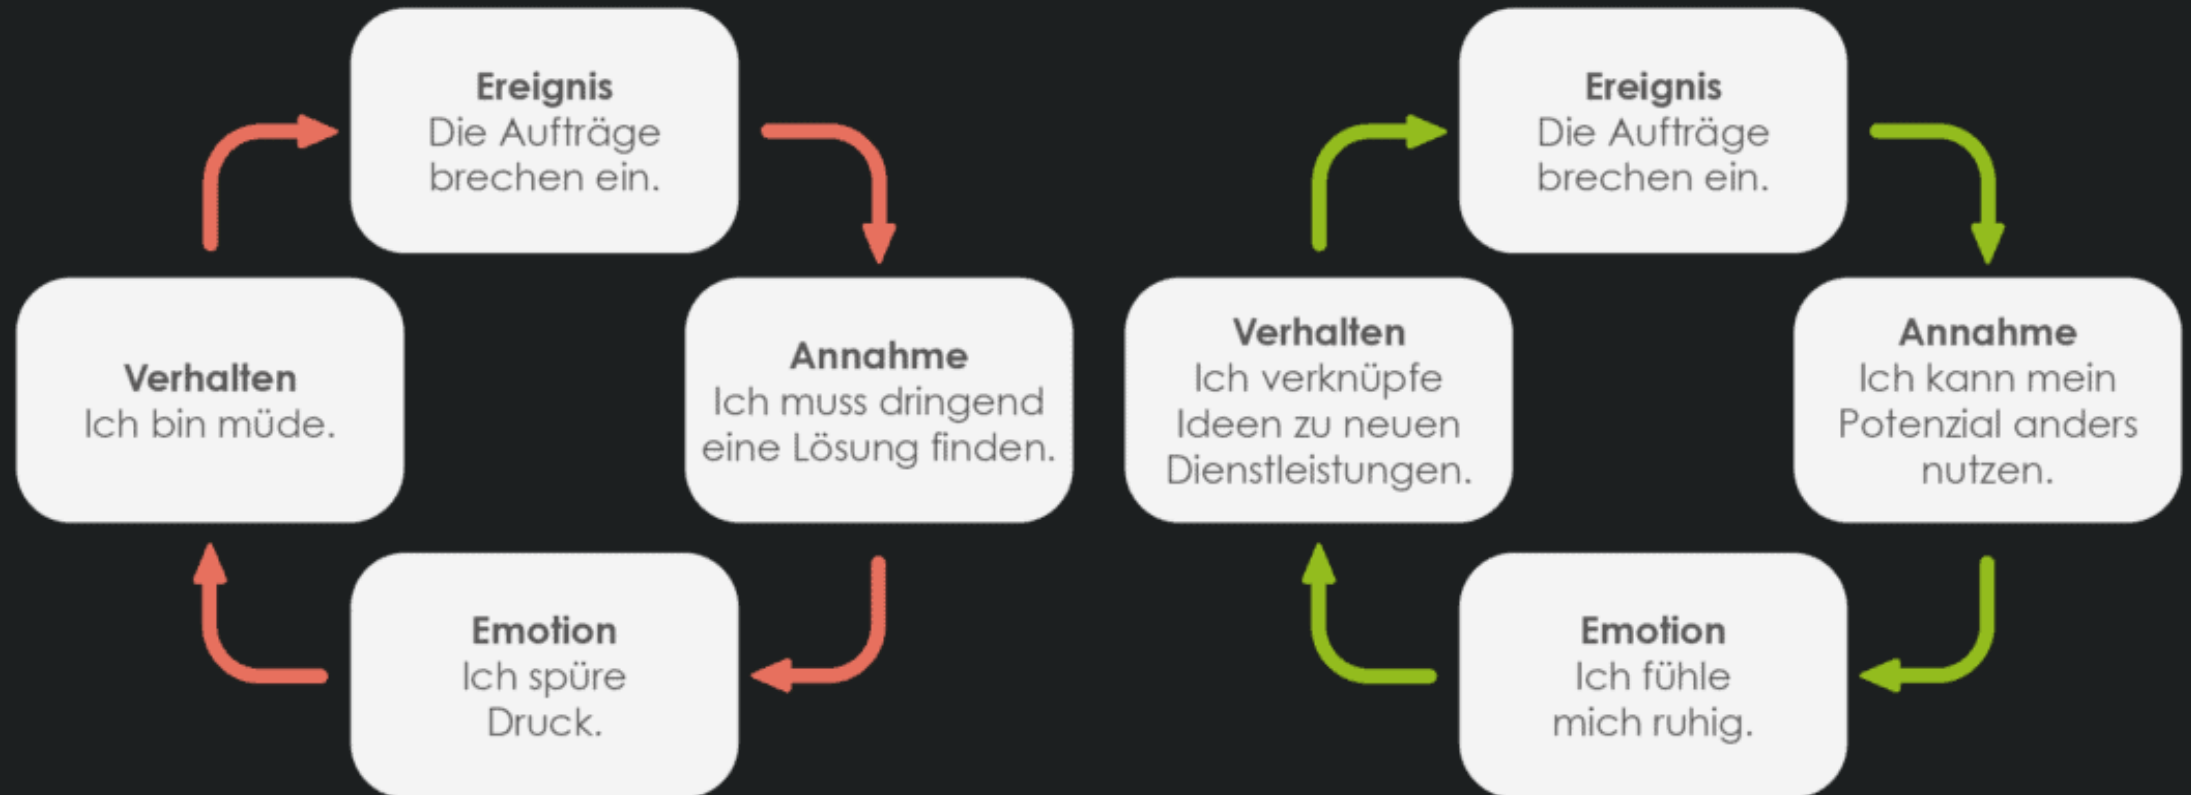 Ereignis
Die Aufträge
brechen ein.
Annahme
Ich muss dringend
eine Lösung finden.
Emotion
Ich spüre
Druck.
Verhalten
Ich bin müde.
Ereignis
Die Aufträge
brechen ein.
Annahme
Ich kann mein
Potenzial anders
nutzen.
Emotion
Ich fühle
mich ruhig.
Verhalten
Ich verknüpfe
Ideen zu neuen
Dienstleistungen.